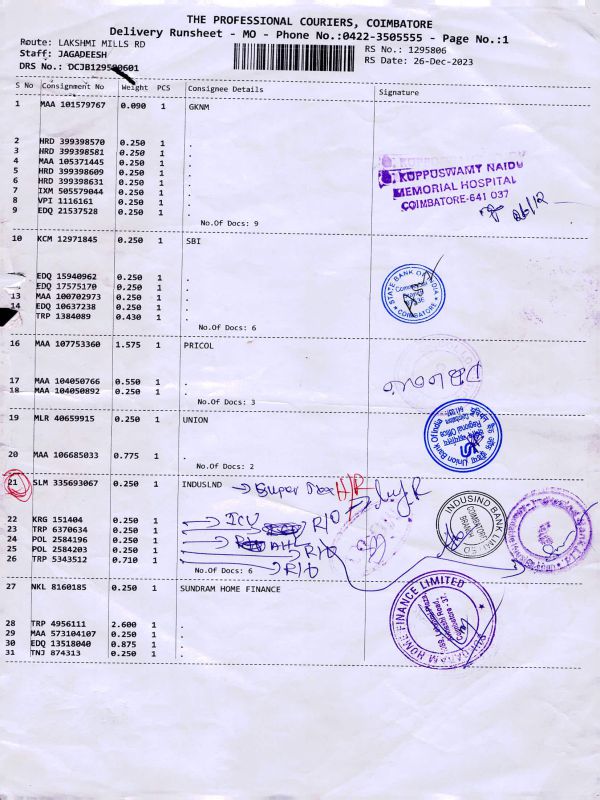 THE PROFESSIONAL COURIERS, COIMBATORE
Delivery Runsheet - MO - Phone No.:0422-3505555 - Page No.:1
Route: LAKSHMI MILLS RD
RS No.: 1295806
Staff: JAGADEESH
RS Date: 26-Dec-2023
DRS No.:
S No Consignment No Weight PCS Consignee Details Signature
1 MAA 101579767 0.090 1 GKNM
2 HRD 399398570 0.250 1 .
3 HRD 399398581 0.250 1 .
4 MAA 105371445 0.250 1 .
5 HRD 399398609 0.250 1 .
6 HRD 399398631 0.250 1 .
7 IXM 505579044 0.250 1 .
8 VPI 1116161 0.250 1 .
9 EDQ 21537528 0.250 1 .
KUPPUSWAMY NAIDU
MEMORIAL HOSPITAL
COIMBATORE-641 037
26/12
No.Of Docs: 9
10 KCM 12971845 0.250 1 SBI
EDQ 15940962 0.250 1 .
EDQ 17575170 0.250 1 .
13 MAA 100702973 0.250 1 .
14 EDQ 10637238 0.250 1 .
TRP 1384089 0.430 1 .
STATE BANK OF INDIA
COIMBATORE
No.Of Docs: 6
16 MAA 107753360 1.575 1 PRICOL
17 MAA 104050766 0.550 1 .
18 MAA 104050892 0.250 1 .
No.Of Docs: 3
19 MLR 40659915 0.250 1 UNION
20 MAA 106685033 0.775 1 .
Union Bank Of India
Regional Office
No.Of Docs: 2
21 SLM 335693067 0.250 1 INDUSLND
22 KRG 151404 0.250 1 ICU
23 TRP 6370634 0.250 1 R/O
24 POL 2584196 0.250 1
25 POL 2584203 0.250 1 R/O
26 TRP 5343512 0.710 1 R/O
INDUSIND BANK LIMITED
COIMBATORE
BRANCH
No.Of Docs: 6
27 NKL 8160185 0.250 1 SUNDRAM HOME FINANCE
28 TRP 4956111 2.600 1 .
29 MAA 573104107 0.250 1 .
30 EDQ 13518040 0.875 1 .
31 TNJ 874313 0.250 1 .
SUNDARAM HOME FINANCE LIMITED